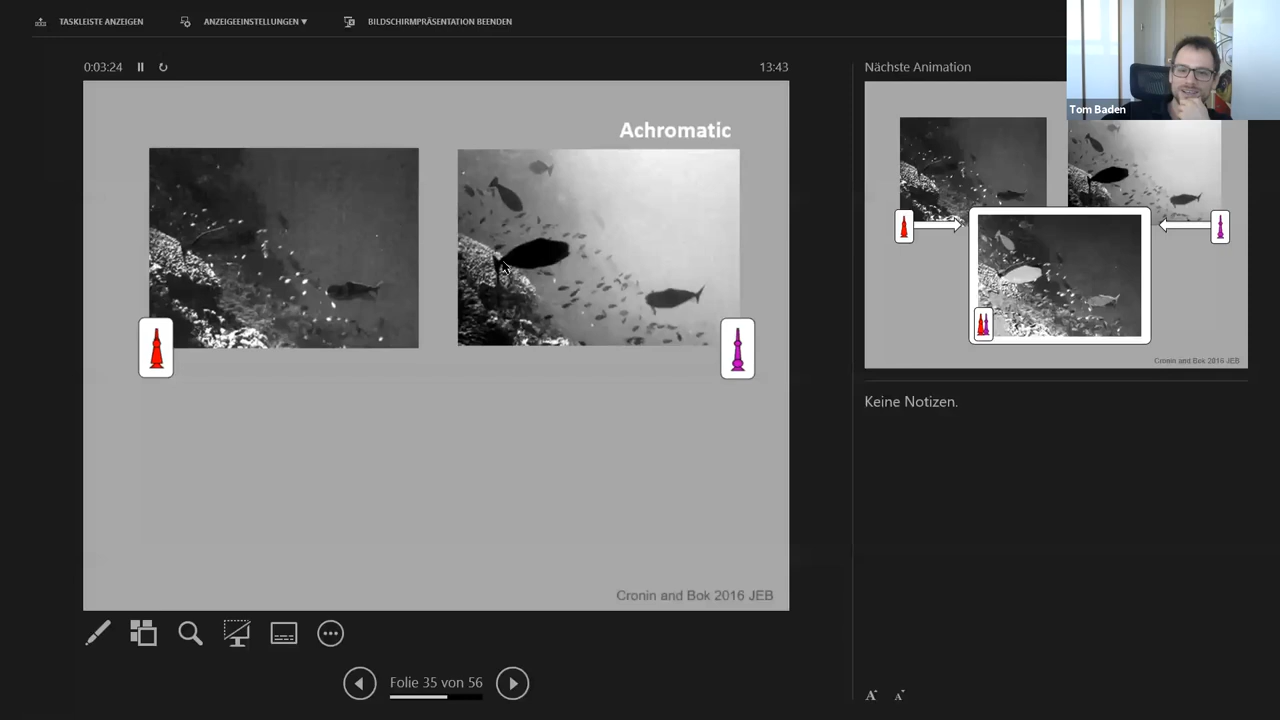 TASKLEISTE ANZEIGEN
ANZEIGEEINSTELLUNGEN ▼
BILDSCHIRMPRÄSENTATION BEENDEN
0:03:24
13:43
Nächste Animation
Tom Baden
Achromatic
Cronin and Bok 2016 JEB
Cronin and Bok 2016 JEB
Keine Notizen.
Folie 35 von 56
A A